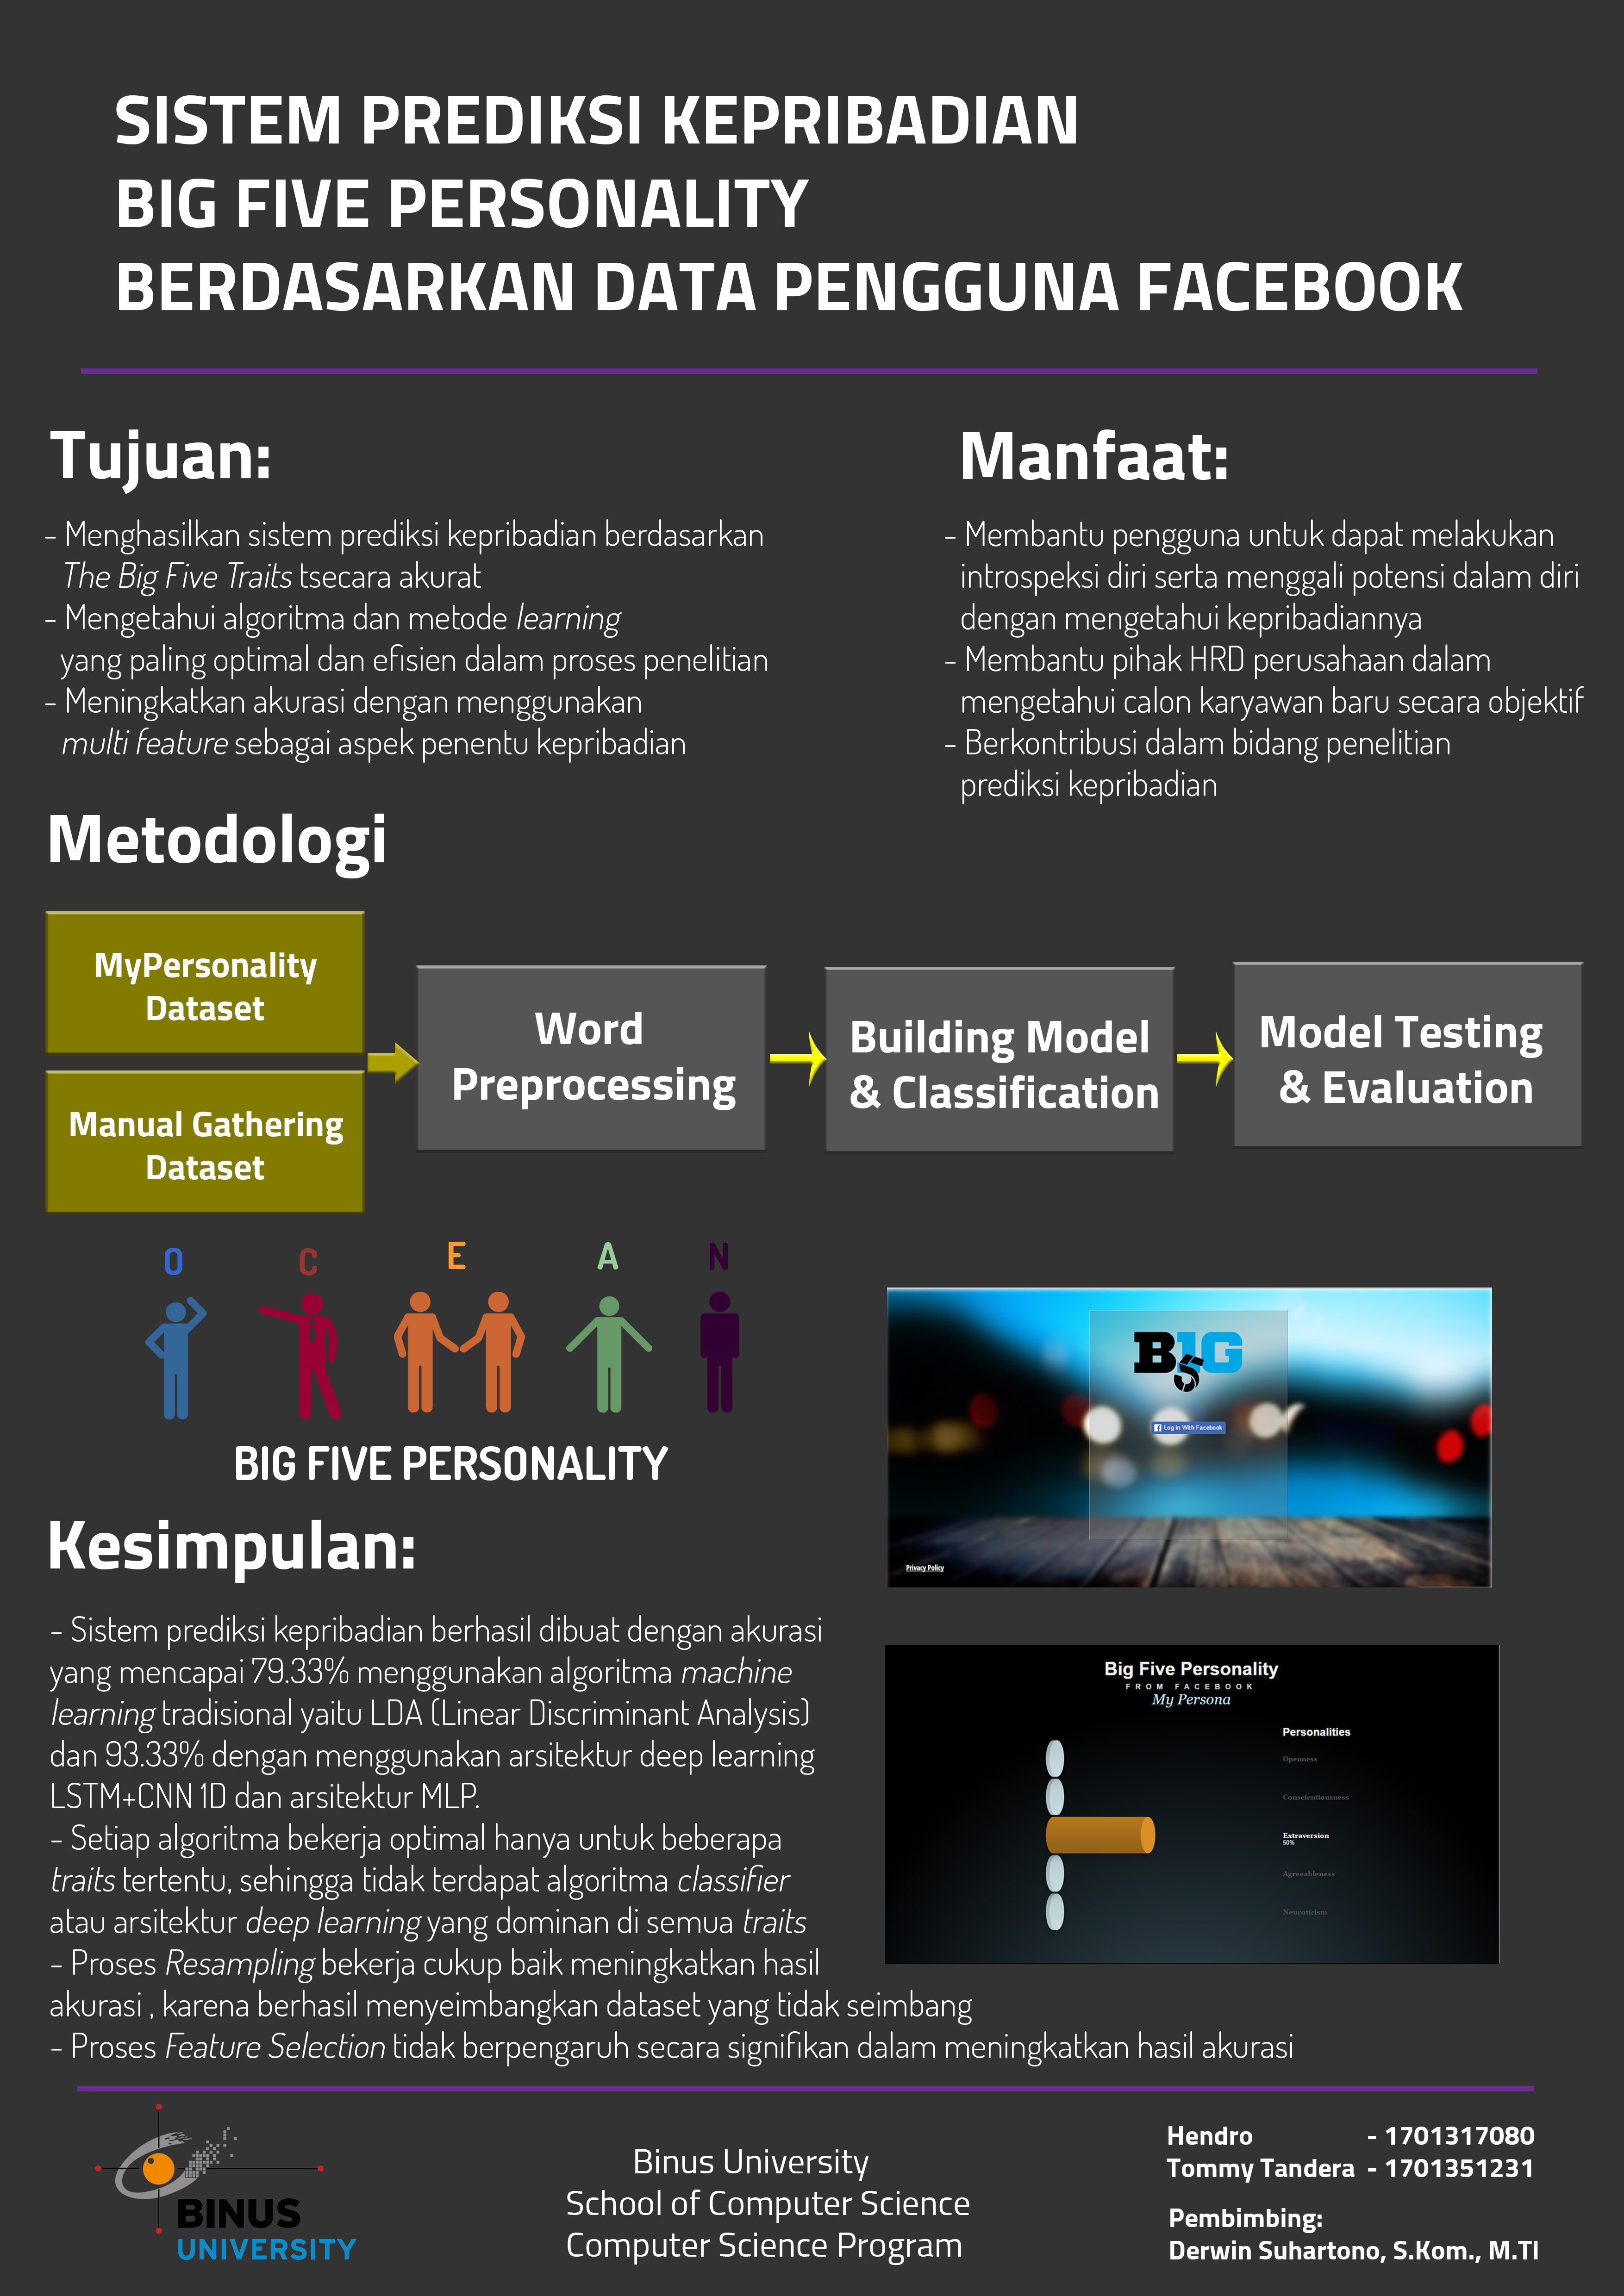 SISTEM PREDIKSI KEPRIBADIAN
BIG FIVE PERSONALITY
BERDASARKAN DATA PENGGUNA FACEBOOK
Tujuan:
- Menghasilkan sistem prediksi kepribadian berdasarkan
The Big Five Traits tsecara akurat
- Mengetahui algoritma dan metode learning
yang paling optimal dan efisien dalam proses penelitian
- Meningkatkan akurasi dengan menggunakan
multi feature sebagai aspek penentu kepribadian
Manfaat:
- Membantu pengguna untuk dapat melakukan
introspeksi diri serta menggali potensi dalam diri
dengan mengetahui kepribadiannya
- Membantu pihak HRD perusahaan dalam
mengetahui calon karyawan baru secara objektif
- Berkontribusi dalam bidang penelitian
prediksi kepribadian
Metodologi
MyPersonality
Dataset
Manual Gathering
Dataset
Word
Preprocessing
Building Model
& Classification
Model Testing
& Evaluation
O C E A N
BIG FIVE PERSONALITY
B5G
Log in With Facebook
Privacy Policy
Kesimpulan:
- Sistem prediksi kepribadian berhasil dibuat dengan akurasi
yang mencapai 79.33% menggunakan algoritma machine
learning tradisional yaitu LDA (Linear Discriminant Analysis)
dan 93.33% dengan menggunakan arsitektur deep learning
LSTM+CNN 1D dan arsitektur MLP.
- Setiap algoritma bekerja optimal hanya untuk beberapa
traits tertentu, sehingga tidak terdapat algoritma classifier
atau arsitektur deep learning yang dominan di semua traits
- Proses Resampling bekerja cukup baik meningkatkan hasil
akurasi , karena berhasil menyeimbangkan dataset yang tidak seimbang
- Proses Feature Selection tidak berpengaruh secara signifikan dalam meningkatkan hasil akurasi
Big Five Personality
FROM FACEBOOK
My Persona
Personalities
Openness
Conscientiousness
Extraversion
50%
Agreeableness
Neuroticism
BINUS
UNIVERSITY
Binus University
School of Computer Science
Computer Science Program
Hendro - 1701317080
Tommy Tandera - 1701351231
Pembimbing:
Derwin Suhartono, S.Kom., M.TI